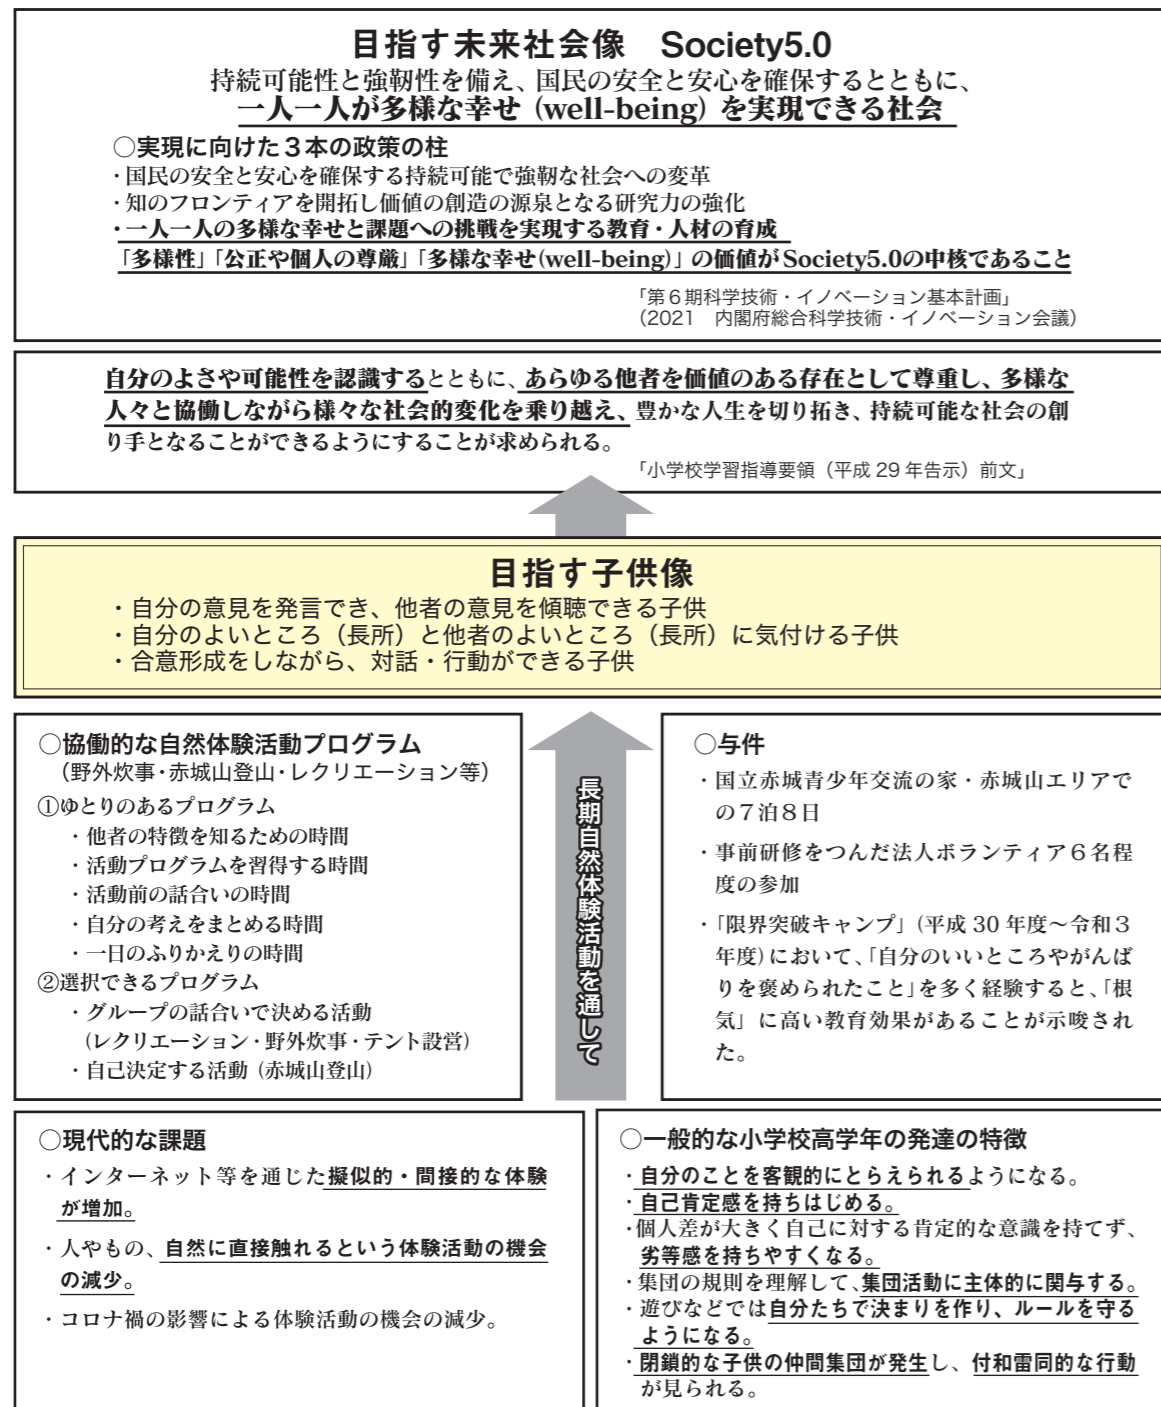 目指す未来社会像　Society5.0
持続可能性と強靭性を備え、国民の安全と安心を確保するとともに、
一人一人が多様な幸せ（well-being）を実現できる社会
○実現に向けた３本の政策の柱
・国民の安全と安心を確保する持続可能で強靭な社会への変革
・知のフロンティアを開拓し価値の創造の源泉となる研究力の強化
・一人一人の多様な幸せと課題への挑戦を実現する教育・人材の育成
「多様性」「公正や個人の尊厳」「多様な幸せ（well-being）」の価値がSociety5.0の中核であること
「第６期科学技術・イノベーション基本計画」
（2021　内閣府総合科学技術・イノベーション会議）
自分のよさや可能性を認識するとともに、あらゆる他者を価値のある存在として尊重し、多様な
人々と協働しながら様々な社会的変化を乗り越え、豊かな人生を切り拓き、持続可能な社会の創
り手となることができるようにすることが求められる。
「小学校学習指導要領（平成 29 年告示）前文」
目指す子供像
・自分の意見を発言でき、他者の意見を傾聴できる子供
・自分のよいところ（長所）と他者のよいところ（長所）に気付ける子供
・合意形成をしながら、対話・行動ができる子供
○協働的な自然体験活動プログラム
（野外炊事・赤城山登山・レクリエーション等）
①ゆとりのあるプログラム
・他者の特徴を知るための時間
・活動プログラムを習得する時間
・活動前の話合いの時間
・自分の考えをまとめる時間
・一日のふりかえりの時間
②選択できるプログラム
・グループの話合いで決める活動
（レクリエーション・野外炊事・テント設営）
・自己決定する活動（赤城山登山）
長期自然体験活動を通して
○与件
・国立赤城青少年交流の家・赤城山エリアで
の７泊８日
・事前研修をつんだ法人ボランティア６名程
度の参加
・「限界突破キャンプ」（平成 30 年度～令和３
年度）において、「自分のいいところやがんば
りを褒められたこと」を多く経験すると、「根
気」に高い教育効果があることが示唆され
た。
○現代的な課題
・インターネット等を通じた擬似的・間接的な体験
が増加。
・人やもの、自然に直接触れるという体験活動の機会
の減少。
・コロナ禍の影響による体験活動の機会の減少。
○一般的な小学校高学年の発達の特徴
・自分のことを客観的にとらえられるようになる。
・自己肯定感を持ちはじめる。
・個人差が大きく自己に対する肯定的な意識を持てず、
劣等感を持ちやすくなる。
・集団の規則を理解して、集団活動に主体的に関与する。
・遊びなどでは自分たちで決まりを作り、ルールを守る
ようになる。
・閉鎖的な子供の仲間集団が発生し、付和雷同的な行動
が見られる。